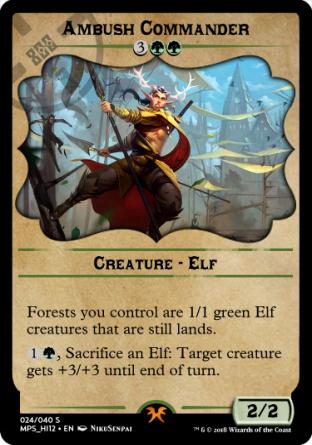 Ambush Commander
3
Creature - Elf
Forests you control are 1/1 green Elf
creatures that are still lands.
1 , Sacrifice an Elf: Target creature
gets +3/+3 until end of turn.
024/040 S
MPS_HI12 • EN NikuSenpai
™ & © 2018 Wizards of the Coast
2/2